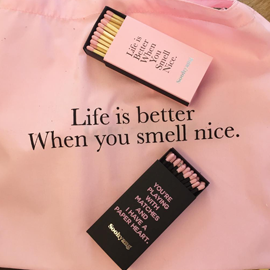 Life is
Better
When You
Smell
Nice.
Life is better
When you smell nice.
YOU'RE
PLAYING
WITH
MATCHES
AND
I HAVE A
PAPER HEART.